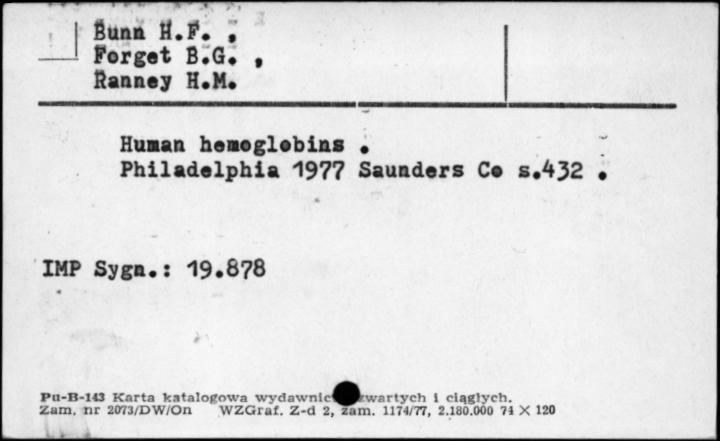 Bunn H.F. ,
Forget B.G. ,
Ranney H.M.
Human hemoglobins .
Philadelphia 1977 Saunders Co s.432 .
IMP Sygn.: 19.878
Pu-B-143 Karta katalogowa wydawnic wartych i ciągłych.
Zam. nr 2073/DW/On WZGraf. Z-d 2, zam. 1174/77, 2.180.000 74 X 120